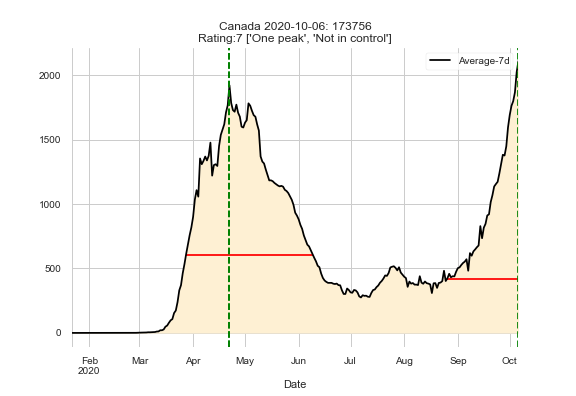 Canada 2020-10-06: 173756
Rating:7 ['One peak', 'Not in control']
Average-7d
2000
1500
1000
500
0
Feb Mar Apr May Jun Jul Aug Sep Oct
2020
Date